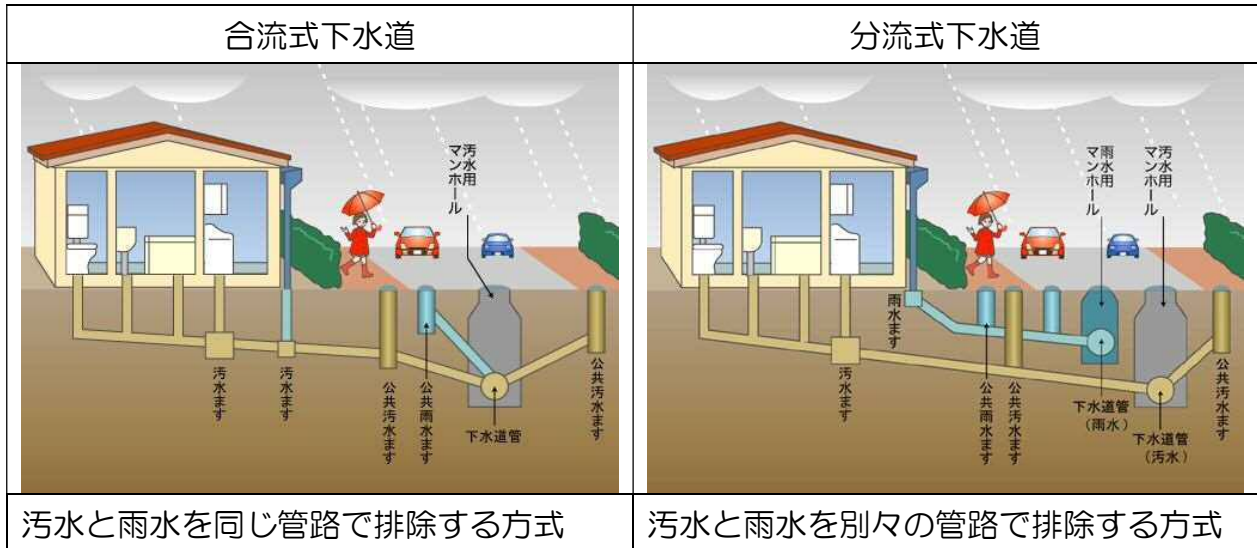 合流式下水道
分流式下水道
汚水用
マンホール
汚水ます
汚水ます
公共汚水ます
公共雨水ます
下水道管
公共汚水ます
雨水用
マンホール
汚水用
マンホール
雨水ます
汚水ます
公共雨水ます
公共汚水ます
下水道管
（雨水）
下水道管
（汚水）
公共汚水ます
汚水と雨水を同じ管路で排除する方式
汚水と雨水を別々の管路で排除する方式